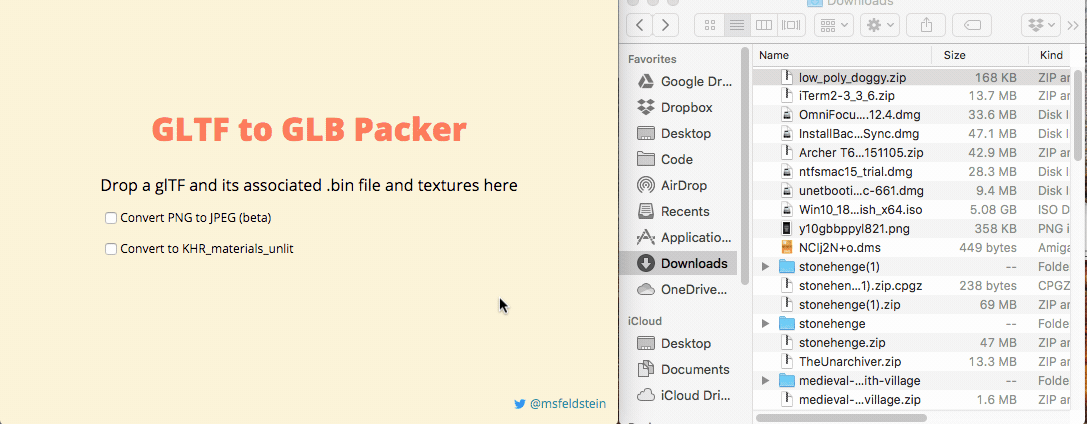 GLTF to GLB Packer
Drop a glTF and its associated .bin file and textures here
Convert PNG to JPEG (beta)
Convert to KHR_materials_unlit
@msfeldstein
Downloads
Favorites
Google Dr...
Dropbox
Desktop
Code
AirDrop
Recents
Applicatio...
Downloads
OneDrive...
iCloud
Desktop
Documents
iCloud Dri...
Name Size Kind
low_poly_doggy.zip 168 KB ZIP ar
iTerm2-3_3_6.zip 13.7 MB ZIP ar
OmniFocu....12.4.dmg 33.6 MB Disk I
InstallBac...Sync.dmg 47.1 MB Disk I
Archer T6...151105.zip 42.9 MB ZIP ar
ntfsmac15_trial.dmg 28.3 MB Disk I
unetbooti...c-661.dmg 9.4 MB Disk I
Win10_18...ish_x64.iso 5.08 GB ISO D
y10gbbppyl821.png 358 KB PNG i
NClj2N+o.dms 449 bytes Amiga
stonehenge(1) -- Folde
stonehen...1).zip.cpgz 238 bytes CPGZ
stonehenge(1).zip 69 MB ZIP ar
stonehenge -- Folde
stonehenge.zip 47 MB ZIP ar
TheUnarchiver.zip 13.3 MB ZIP ar
medieval-...ith-village -- Folde
medieval-...village.zip 1.6 MB ZIP ar